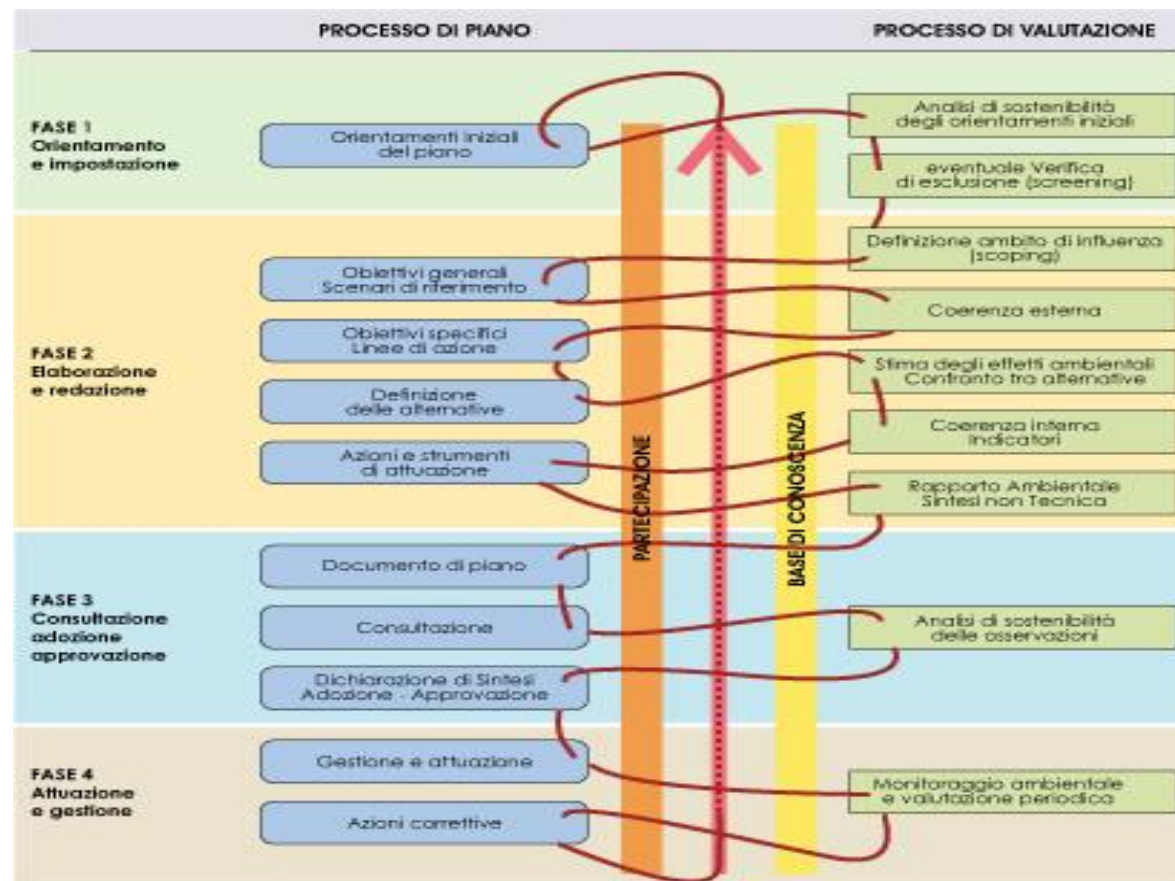 PROCESSO DI PIANO
PROCESSO DI VALUTAZIONE
FASE 1
Orientamento
e impostazione
Orientamenti iniziali
del piano
Analisi di sostenibilità
degli orientamenti iniziali
eventuale Verifica
di esclusione (screening)
FASE 2
Elaborazione
e redazione
Definizione ambito di influenza
(scoping)
Obiettivi generali
Scenari di riferimento
Coerenza esterna
Obiettivi specifici
Linee di azione
Stima degli effetti ambientali
Confronto tra alternative
Definizione
delle alternative
Coerenza interna
Indicatori
Azioni e strumenti
di attuazione
Rapporto Ambientale
Sintesi non Tecnica
PARTECIPAZIONE
BASE DI CONOSCENZA
FASE 3
Consultazione
adozione
approvazione
Documento di piano
Consultazione
Analisi di sostenibilità
delle osservazioni
Dichiarazione di Sintesi
Adozione - Approvazione
FASE 4
Attuazione
e gestione
Gestione e attuazione
Monitoraggio ambientale
e valutazione periodica
Azioni correttive